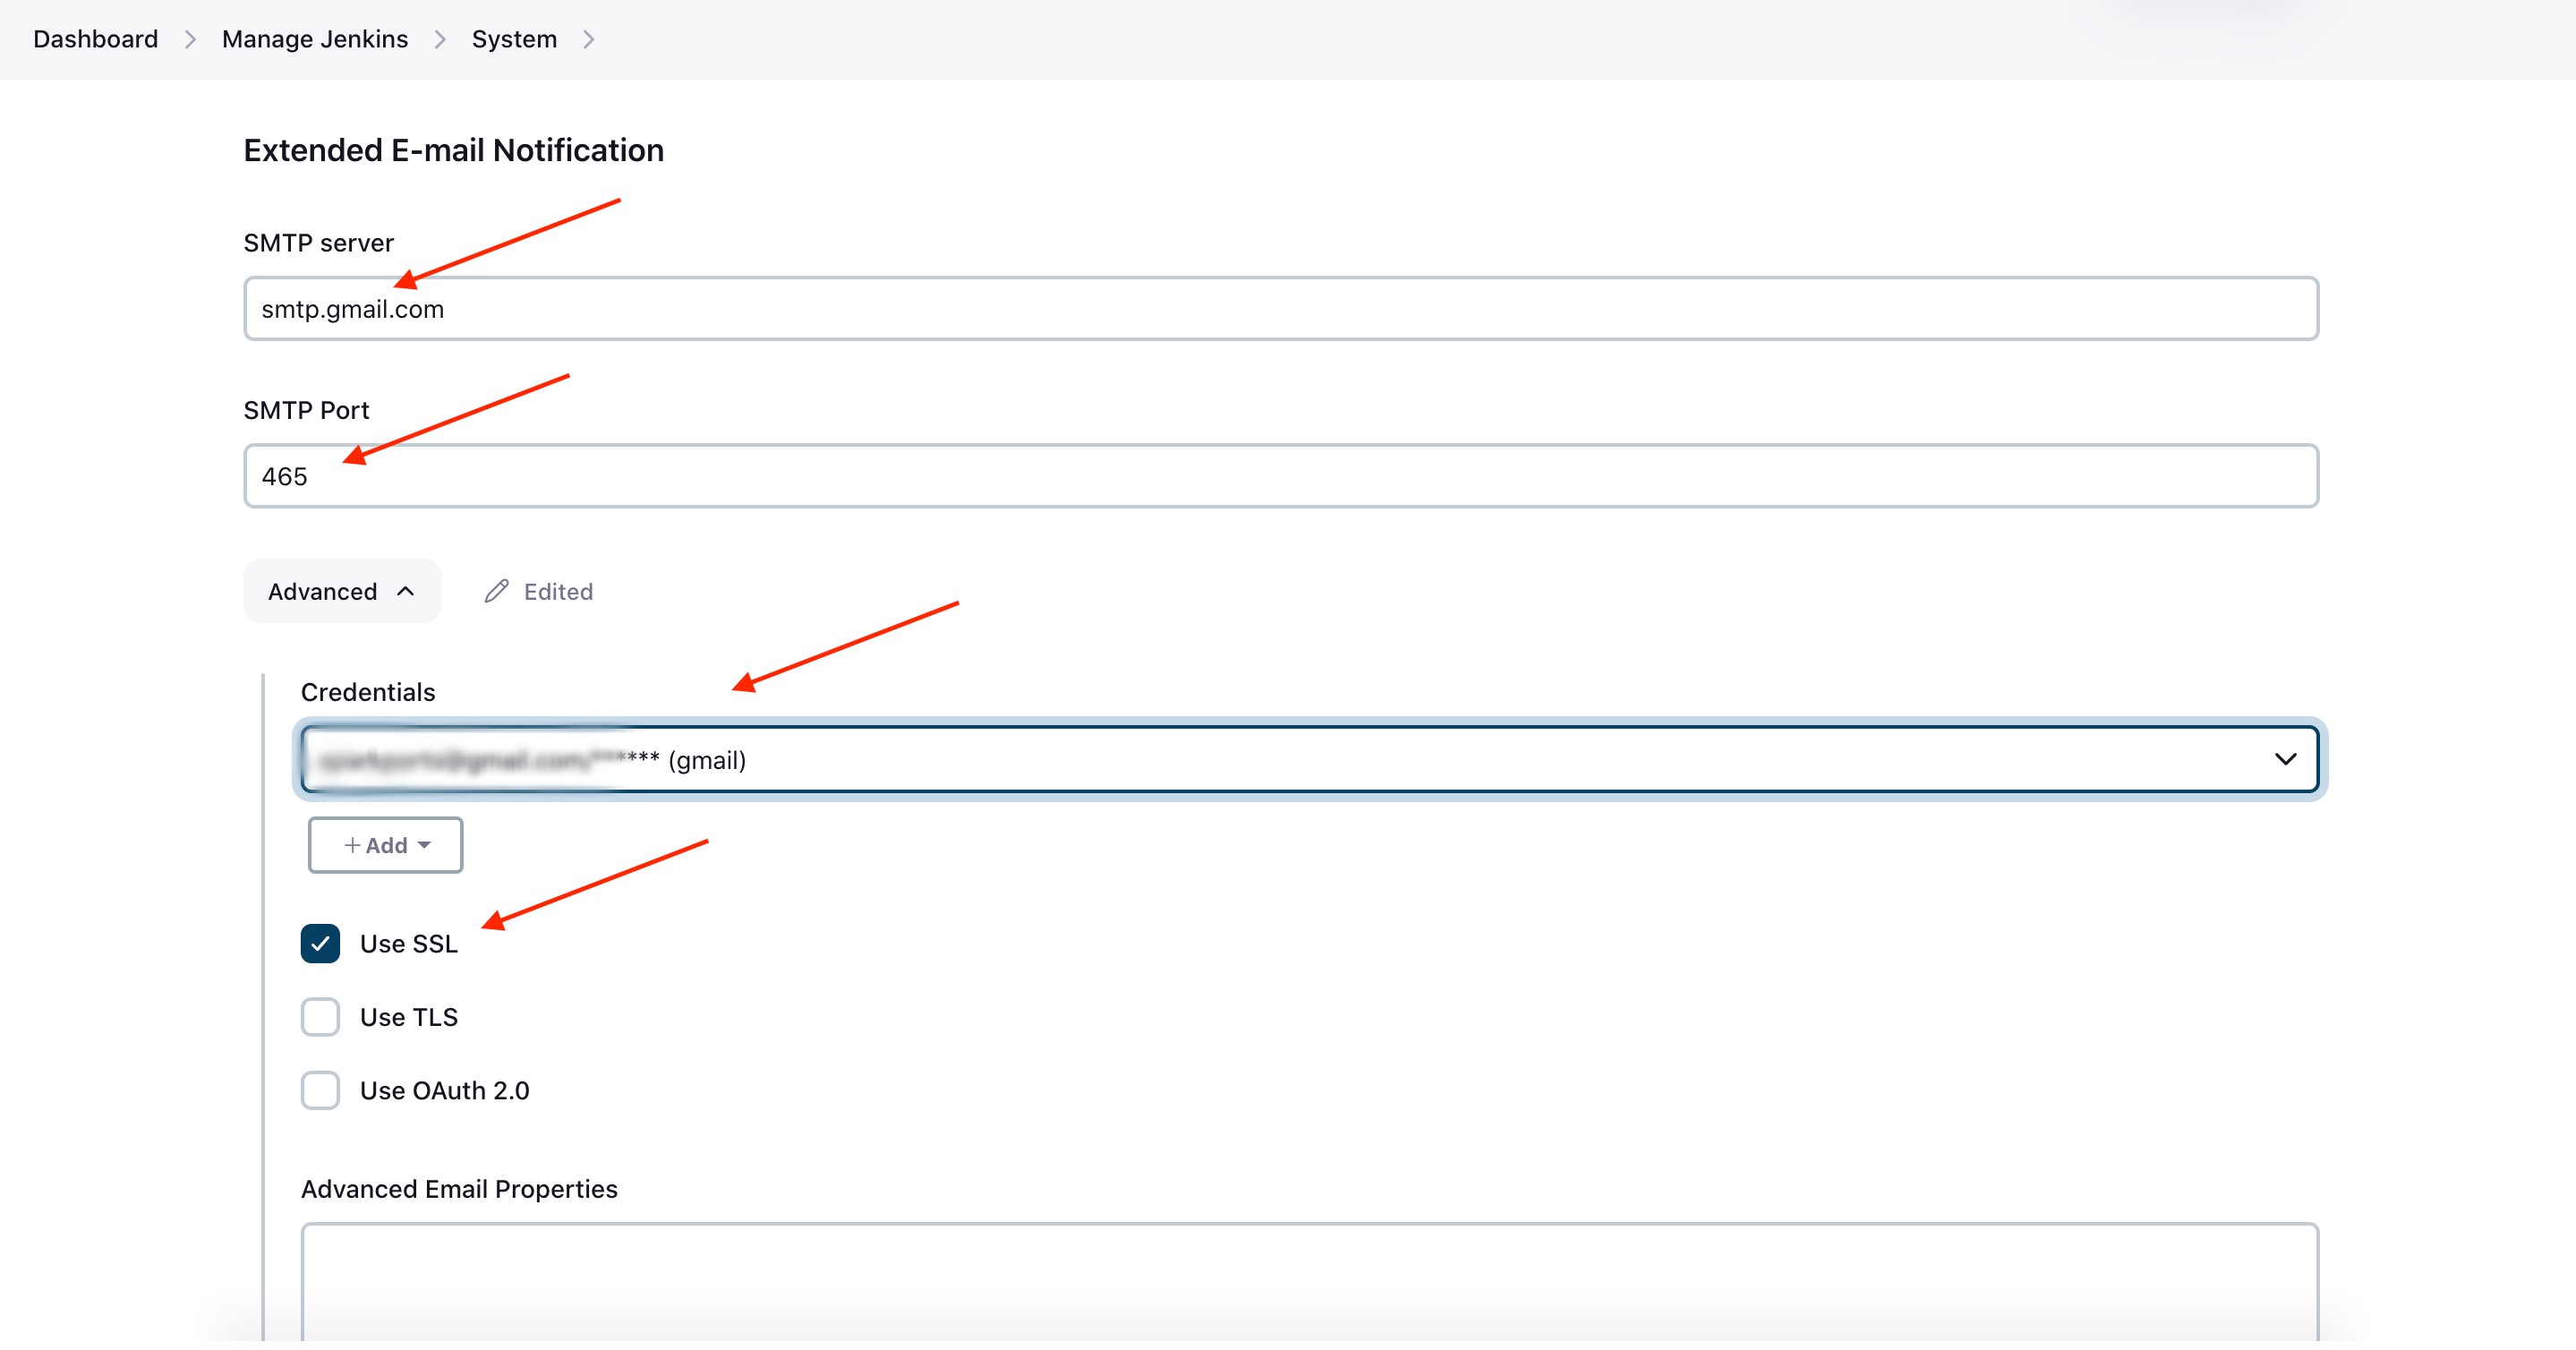 Dashboard > Manage Jenkins > System >
Extended E-mail Notification
SMTP server
smtp.gmail.com
SMTP Port
465
Advanced Edited
Credentials
****** (gmail)
+ Add
Use SSL
Use TLS
Use OAuth 2.0
Advanced Email Properties